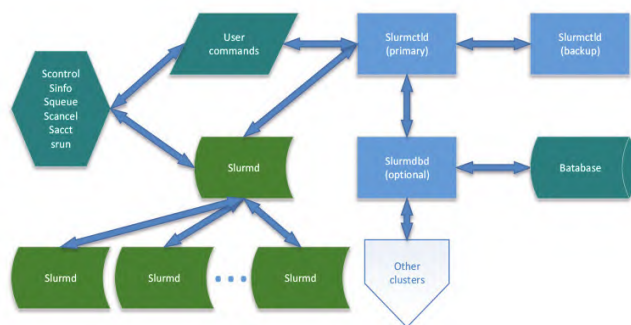 User
commands
Slurmctld
(primary)
Slurmctld
(backup)
Scontrol
Sinfo
Squeue
Scancel
Sacct
srun
Slurmd
Slurmdbd
(optional)
Batabase
Slurmd
Slurmd
Slurmd
Other
clusters